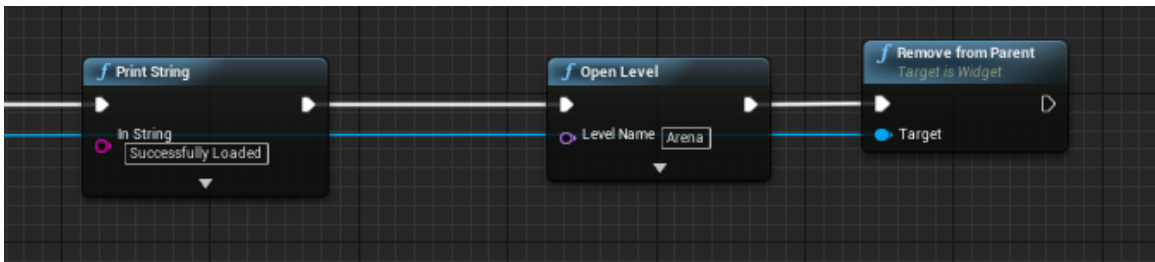 Print String
In String
Successfully Loaded
Open Level
Level Name Arena
Remove from Parent
Target is Widget
Target